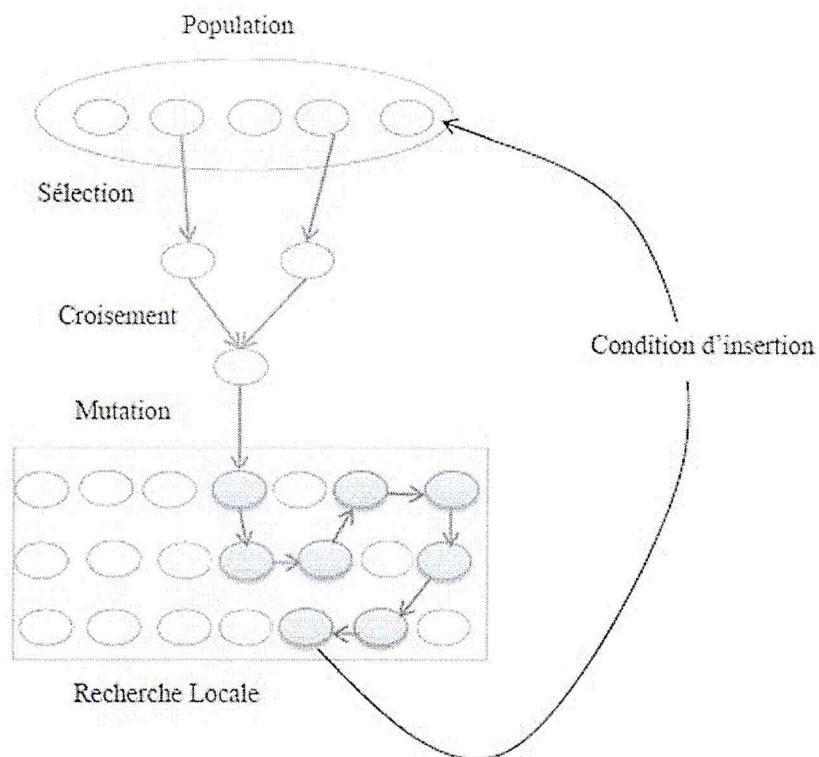 Population
Sélection
Croisement
Condition d'insertion
Mutation
Recherche Locale